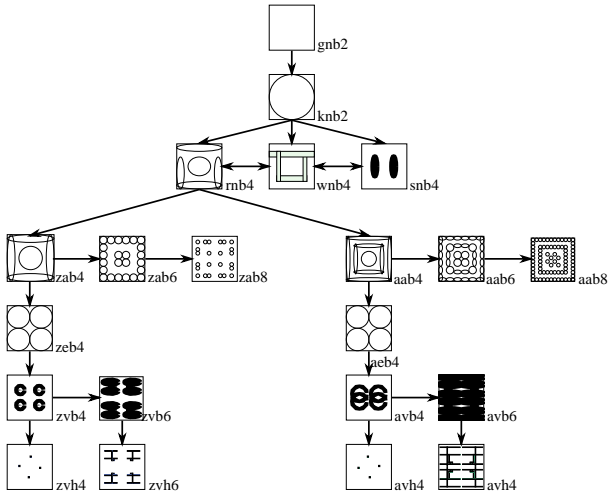 gnb2
knb2
rnb4 wnb4 snb4
zab4 zab6 zab8 aab4 aab6 aab8
zeb4 aeb4
zvb4 zvb6 avb4 avb6
zvh4 zvh6 avh4 avh4